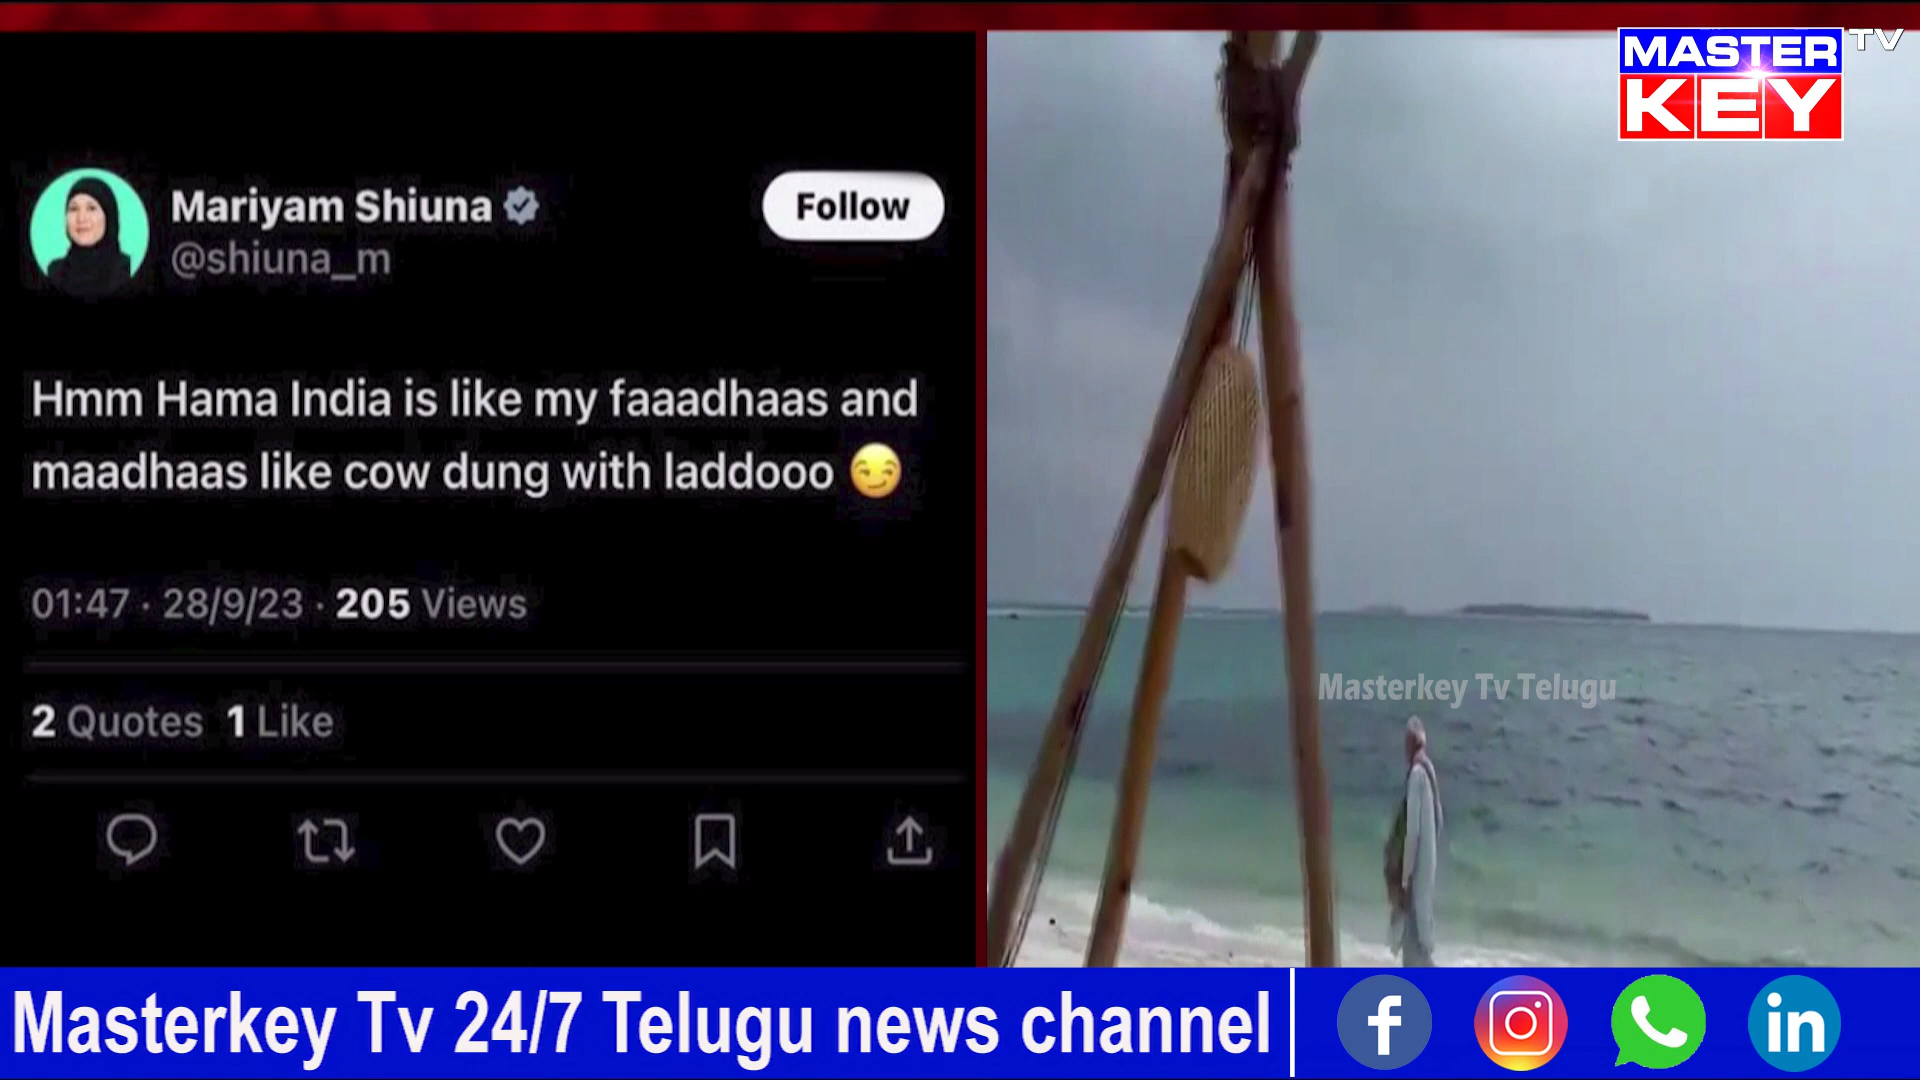 MASTER TV
KEY
Mariyam Shiuna
@shiuna_m
Follow
Hmm Hama India is like my faaadhaas and
maadhaas like cow dung with laddooo 😏
01:47 · 28/9/23 · 205 Views
2 Quotes 1 Like
Masterkey Tv Telugu
Masterkey Tv 24/7 Telugu news channel